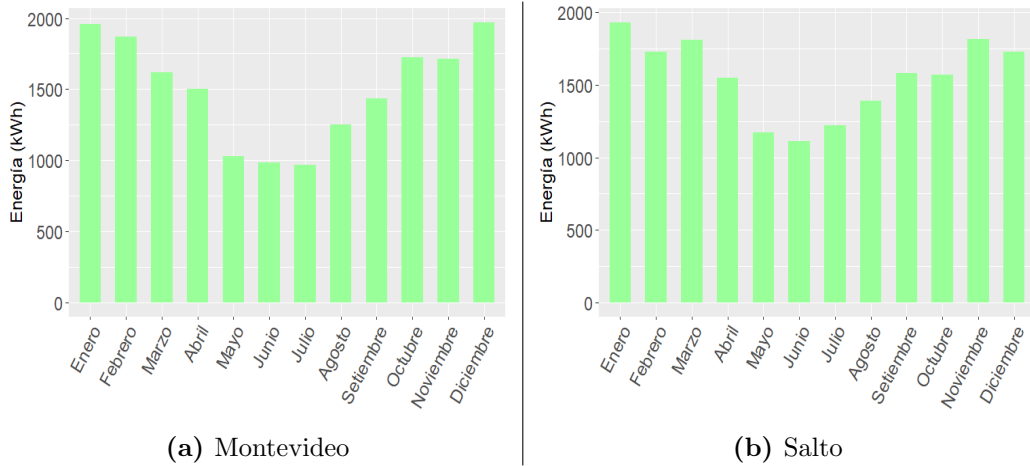 2000
1500
1000
500
0
Energía (kWh)
Enero
Febrero
Marzo
Abril
Mayo
Junio
Julio
Agosto
Setiembre
Octubre
Noviembre
Diciembre
(a) Montevideo
2000
1500
1000
500
0
Energía (kWh)
Enero
Febrero
Marzo
Abril
Mayo
Junio
Julio
Agosto
Setiembre
Octubre
Noviembre
Diciembre
(b) Salto